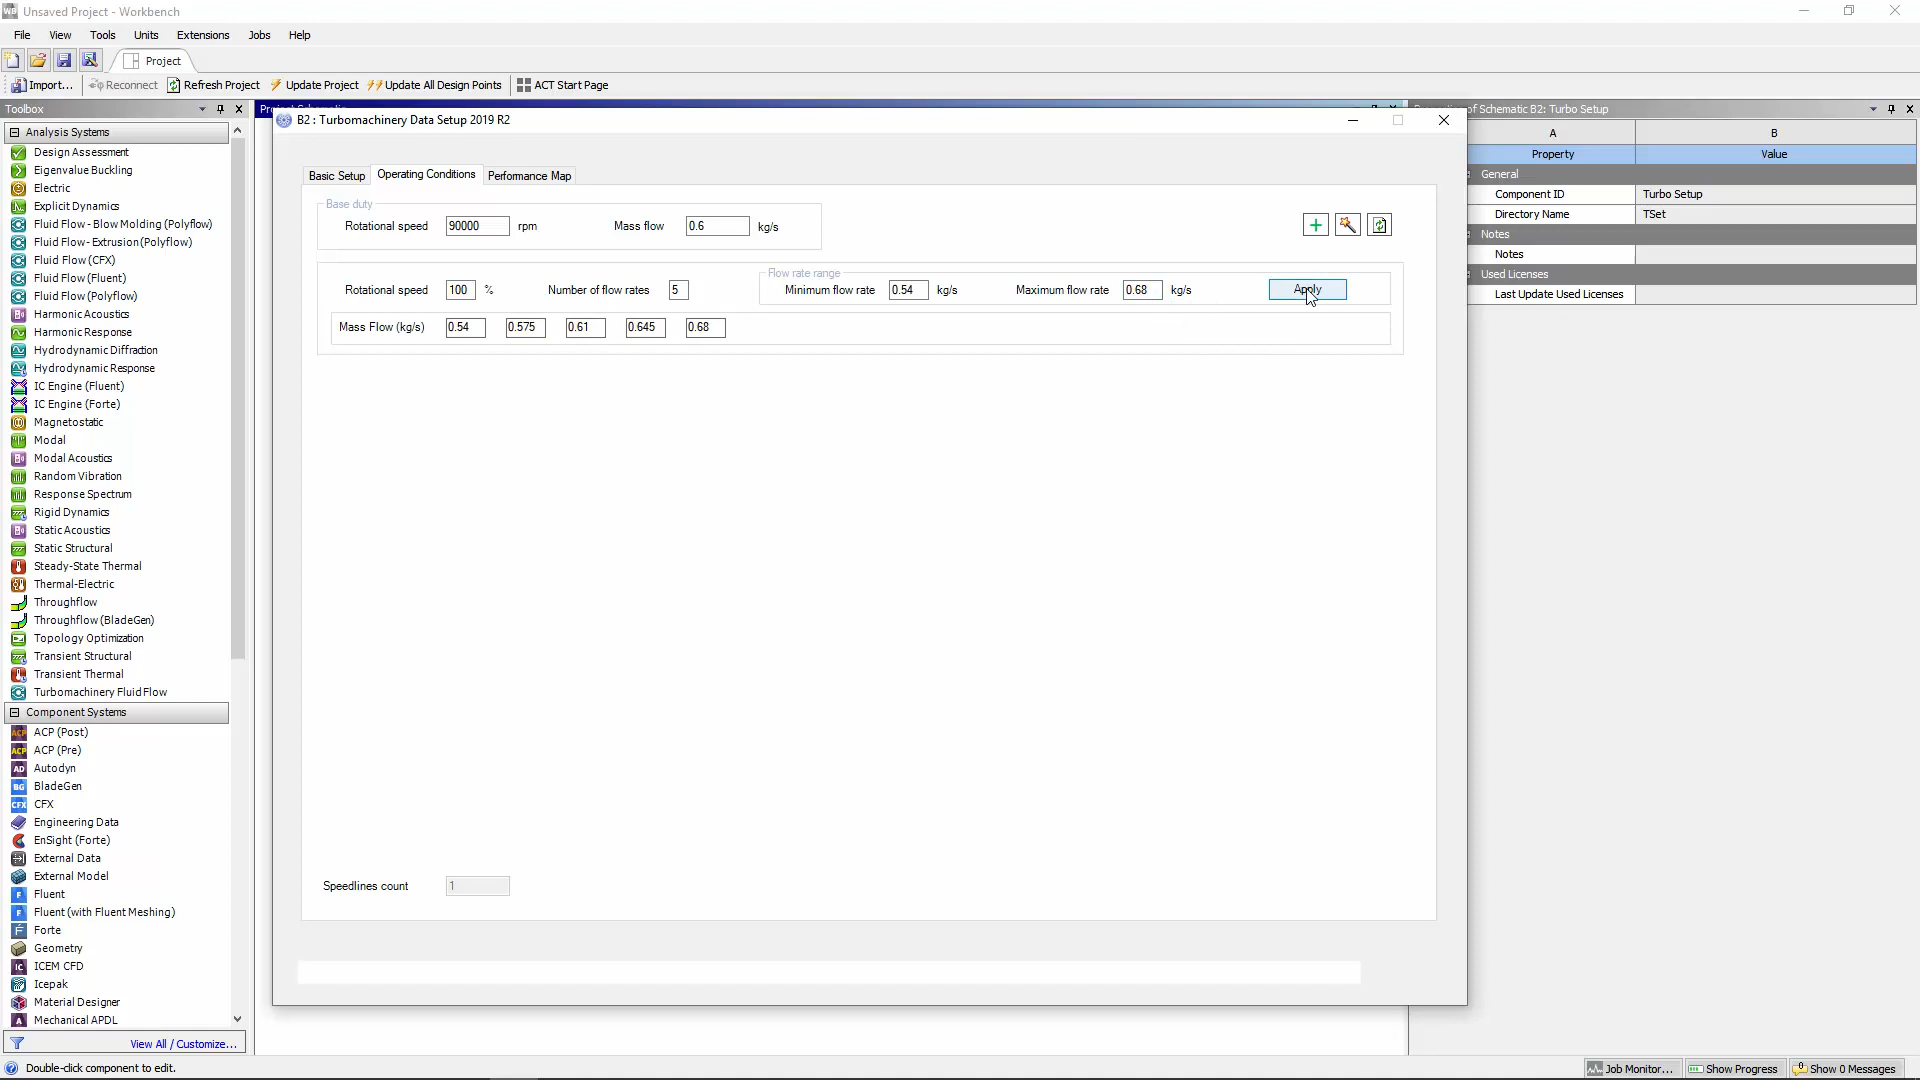 Unsaved Project - Workbench
File View Tools Units Extensions Jobs Help
Project
Import... Reconnect Refresh Project Update Project Update All Design Points ACT Start Page
Toolbox
Analysis Systems
Design Assessment
Eigenvalue Buckling
Electric
Explicit Dynamics
Fluid Flow - Blow Molding (Polyflow)
Fluid Flow - Extrusion (Polyflow)
Fluid Flow (CFX)
Fluid Flow (Fluent)
Fluid Flow (Polyflow)
Harmonic Acoustics
Harmonic Response
Hydrodynamic Diffraction
Hydrodynamic Response
IC Engine (Fluent)
IC Engine (Forte)
Magnetostatic
Modal
Modal Acoustics
Random Vibration
Response Spectrum
Rigid Dynamics
Static Acoustics
Static Structural
Steady-State Thermal
Thermal-Electric
Throughflow
Throughflow (BladeGen)
Topology Optimization
Transient Structural
Transient Thermal
Turbomachinery Fluid Flow
Component Systems
ACP (Post)
ACP (Pre)
Autodyn
BladeGen
CFX
Engineering Data
EnSight (Forte)
External Data
External Model
Fluent
Fluent (with Fluent Meshing)
Forte
Geometry
ICEM CFD
Icepak
Material Designer
Mechanical APDL
View All / Customize...
B2 : Turbomachinery Data Setup 2019 R2
Basic Setup Operating Conditions Performance Map
Base duty
Rotational speed 90000 rpm Mass flow 0.6 kg/s
Flow rate range
Rotational speed 100 % Number of flow rates 5 Minimum flow rate 0.54 kg/s Maximum flow rate 0.68 kg/s Apply
Mass Flow (kg/s) 0.54 0.575 0.61 0.645 0.68
Speedlines count 1
of Schematic B2: Turbo Setup
A B
Property Value
General
Component ID Turbo Setup
Directory Name TSet
Notes
Notes
Used Licenses
Last Update Used Licenses
Double-click component to edit.
Job Monitor... Show Progress Show 0 Messages